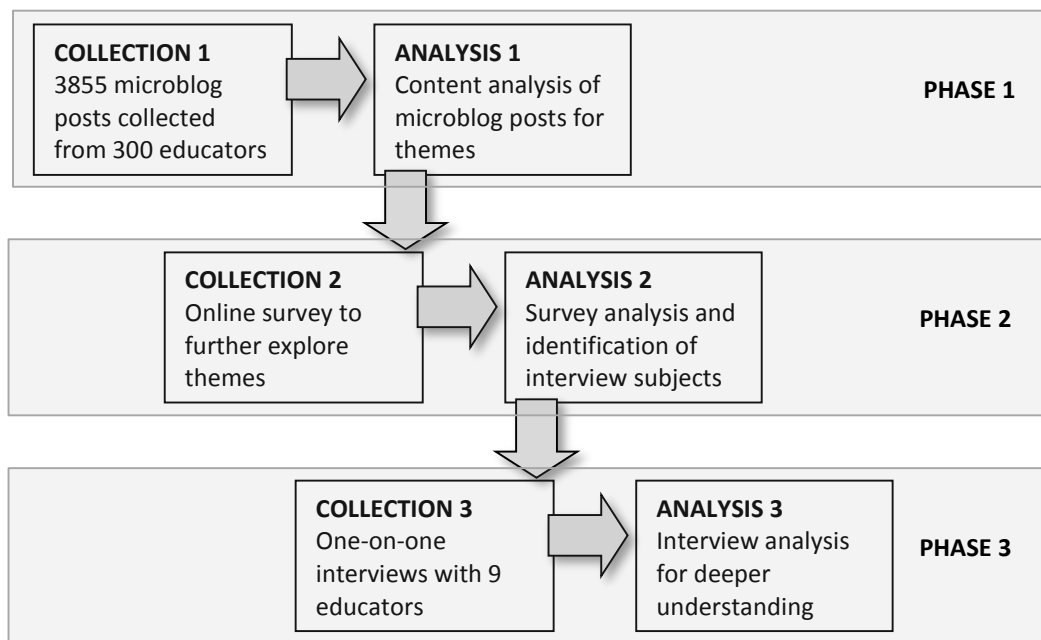 COLLECTION 1
3855 microblog
posts collected
from 300 educators
ANALYSIS 1
Content analysis of
microblog posts for
themes
PHASE 1
COLLECTION 2
Online survey to
further explore
themes
ANALYSIS 2
Survey analysis and
identification of
interview subjects
PHASE 2
COLLECTION 3
One-on-one
interviews with 9
educators
ANALYSIS 3
Interview analysis
for deeper
understanding
PHASE 3